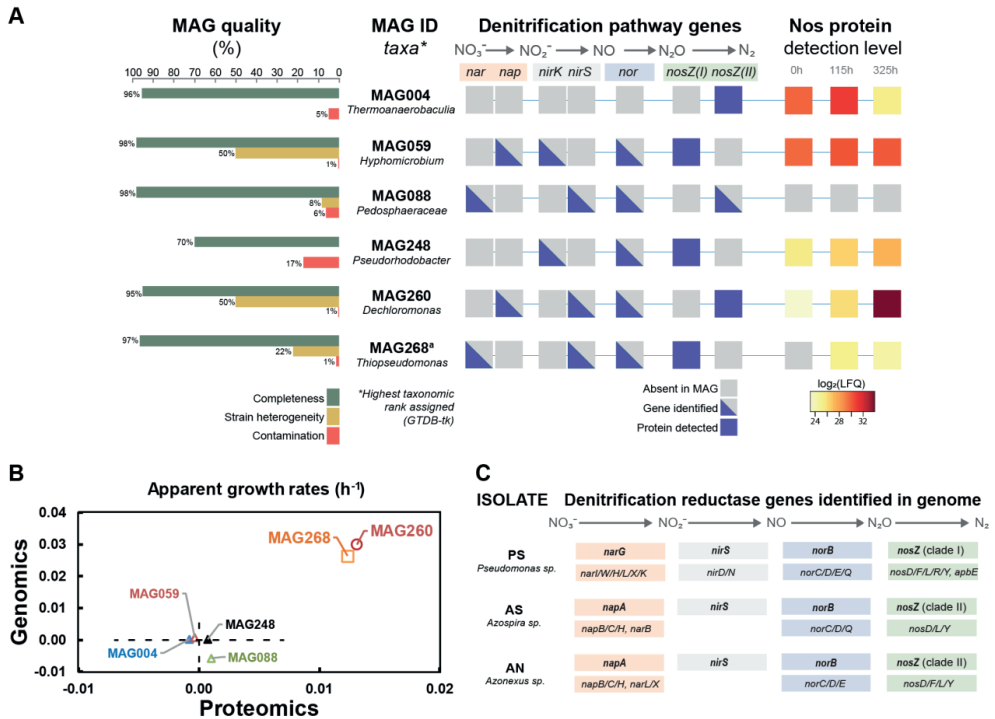 A
MAG quality
(%)
MAG ID
taxa*
Denitrification pathway genes
Nos protein
detection level
NO₃⁻ NO₂⁻ NO N₂O N₂
nar nap nirK nirS nor nosZ(I) nosZ(II)
0h 115h 325h
100 90 80 70 60 50 40 30 20 10 0
96%
5%
MAG004
Thermoanaerobaculia
98%
50%
1%
MAG059
Hyphomicrobium
98%
8%
6%
MAG088
Pedosphaeraceae
70%
17%
MAG248
Pseudorhodobacter
95%
50%
1%
MAG260
Dechloromonas
97%
22%
1%
MAG268ª
Thiopseudomonas
Completeness
Strain heterogeneity
Contamination
*Highest taxonomic
rank assigned
(GTDB-tk)
Absent in MAG
Gene identified
Protein detected
log₂(LFQ)
24 28 32
B
Apparent growth rates (h⁻¹)
Genomics
0.04
0.03
0.02
0.01
0.00
-0.01
MAG268
MAG260
MAG059
MAG248
MAG004
MAG088
0.00 0.01 0.02
Proteomics
C
ISOLATE
Denitrification reductase genes identified in genome
NO₃⁻ NO₂⁻ NO N₂O N₂
PS
Pseudomonas sp.
narG nirS norB nosZ (clade I)
narI/W/H/L/X/K nirD/N norC/D/E/Q nosD/F/L/R/Y, apbE
AS
Azospira sp.
napA nirS norB nosZ (clade II)
napB/C/H, narB norC/D/Q nosD/L/Y
AN
Azonexus sp.
napA nirS norB nosZ (clade II)
napB/C/H, narL/X norC/D/E nosD/F/L/Y